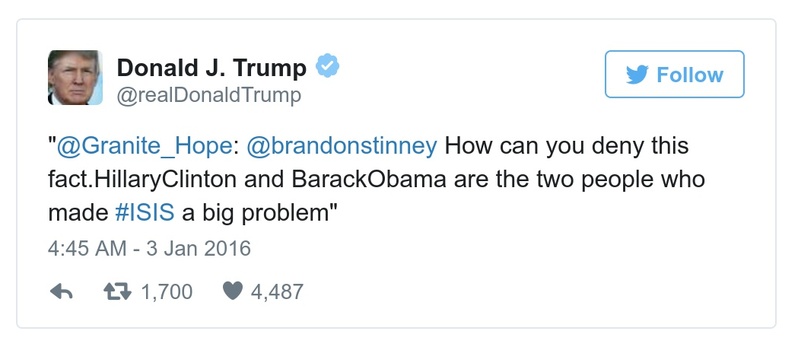 Donald J. Trump
@realDonaldTrump
Follow
"@Granite_Hope: @brandonstinney How can you deny this
fact.HillaryClinton and BarackObama are the two people who
made #ISIS a big problem"
4:45 AM - 3 Jan 2016
1,700 4,487